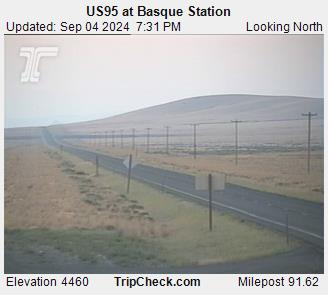 US95 at Basque Station
Updated: Sep 04 2024 7:31 PM Looking North
Elevation 4460 TripCheck.com Milepost 91.62